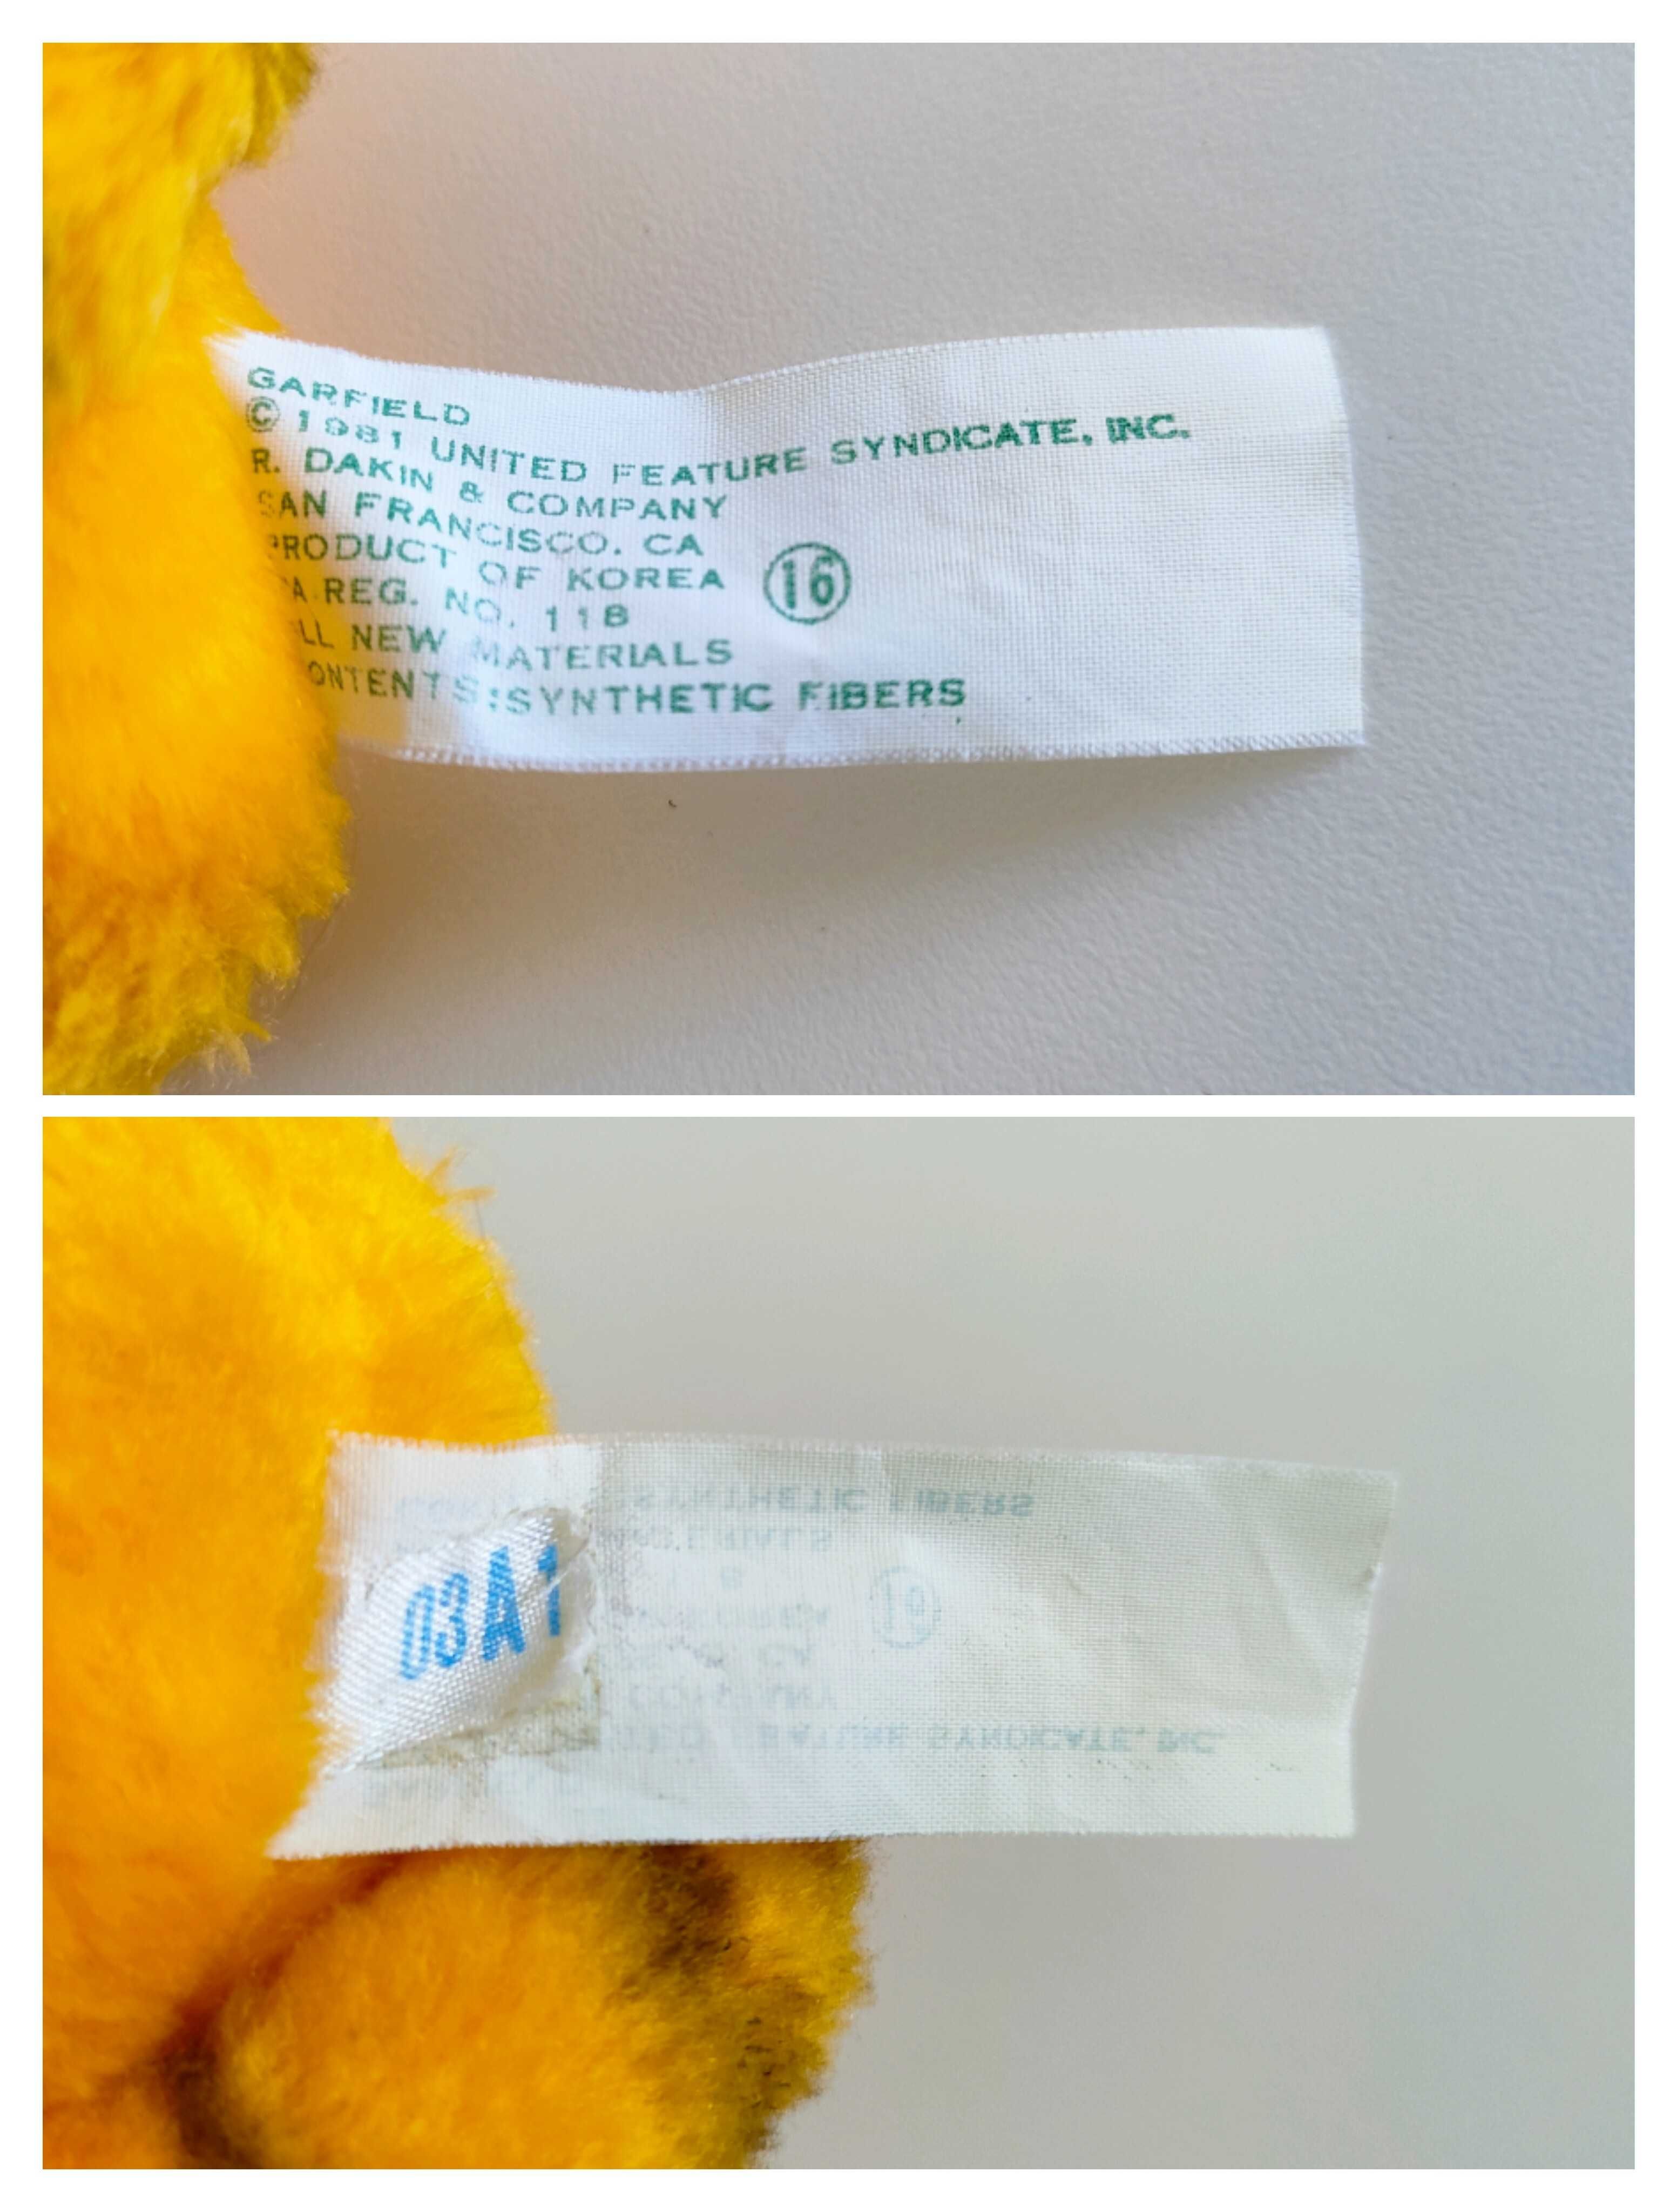 GARFIELD
© 1981 UNITED FEATURE SYNDICATE, INC.
R. DAKIN & COMPANY
SAN FRANCISCO, CA
PRODUCT OF KOREA
A. REG. NO. 118
LL NEW MATERIALS
ONTENTS: SYNTHETIC FIBERS
16
03A1